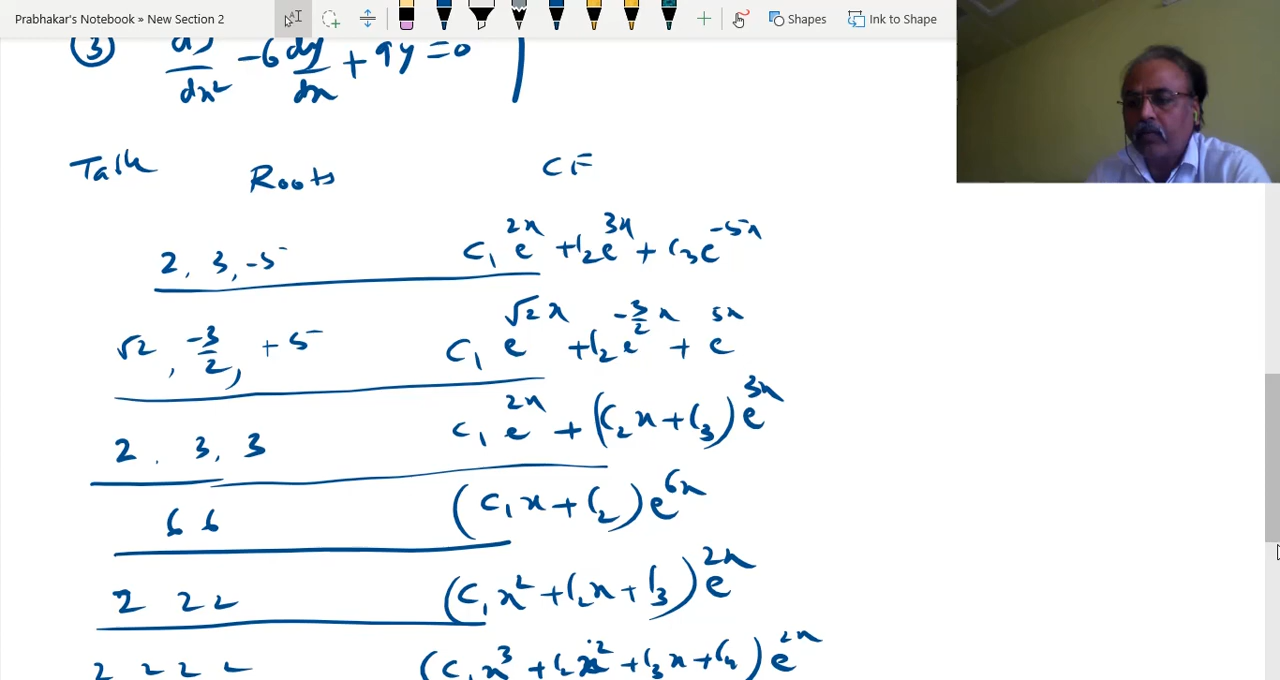 Prabhakar's Notebook » New Section 2
Shapes
Ink to Shape
③ dy/dx² - 6 dy/dx + 9y = 0
Task Roots CF
2, 3, -5 C₁e^2x + C₂e^3x + C₃e^-5x
√2, -3/2, +5 C₁e^√2x + C₂e^-3/2x + e^5x
2. 3, 3 C₁e^2x + (C₂x + C₃)e^3x
6 6 (C₁x + C₂)e^6x
2 2 2 (C₁x² + C₂x + C₃)e^2x
2 2 2 2 (C₁x³ + C₂x² + C₃x + C₄)e^2x